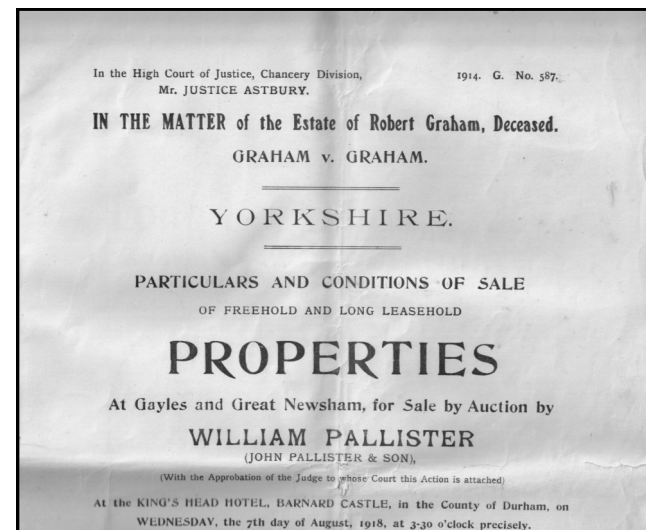 In the High Court of Justice, Chancery Division, 1914. G. No. 587.
Mr. JUSTICE ASTBURY.
IN THE MATTER of the Estate of Robert Graham, Deceased.
GRAHAM v. GRAHAM.
YORKSHIRE.
PARTICULARS AND CONDITIONS OF SALE
OF FREEHOLD AND LONG LEASEHOLD
PROPERTIES
At Gayles and Great Newsham, for Sale by Auction by
WILLIAM PALLISTER
(JOHN PALLISTER & SON),
(With the Approbation of the Judge to whose Court this Action is attached)
At the KING'S HEAD HOTEL, BARNARD CASTLE, in the County of Durham, on
WEDNESDAY, the 7th day of August, 1918, at 3-30 o'clock precisely.